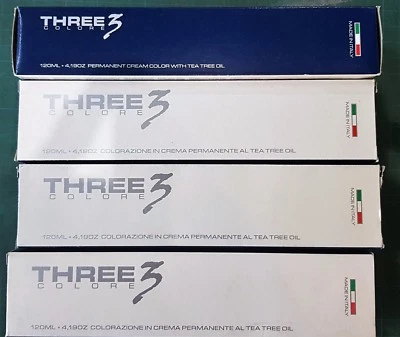 THREE 3
COLORE
120ML • 4,19OZ PERMANENT CREAM COLOR WITH TEA TREE OIL
MADE IN ITALY
THREE 3
COLORE
120ML • 4,19OZ COLORAZIONE IN CREMA PERMANENTE AL TEA TREE OIL
MADE IN ITALY
THREE 3
COLORE
120ML • 4,19OZ COLORAZIONE IN CREMA PERMANENTE AL TEA TREE OIL
MADE IN ITALY
THREE 3
COLORE
120ML • 4,19OZ COLORAZIONE IN CREMA PERMANENTE AL TEA TREE OIL
MADE IN ITALY